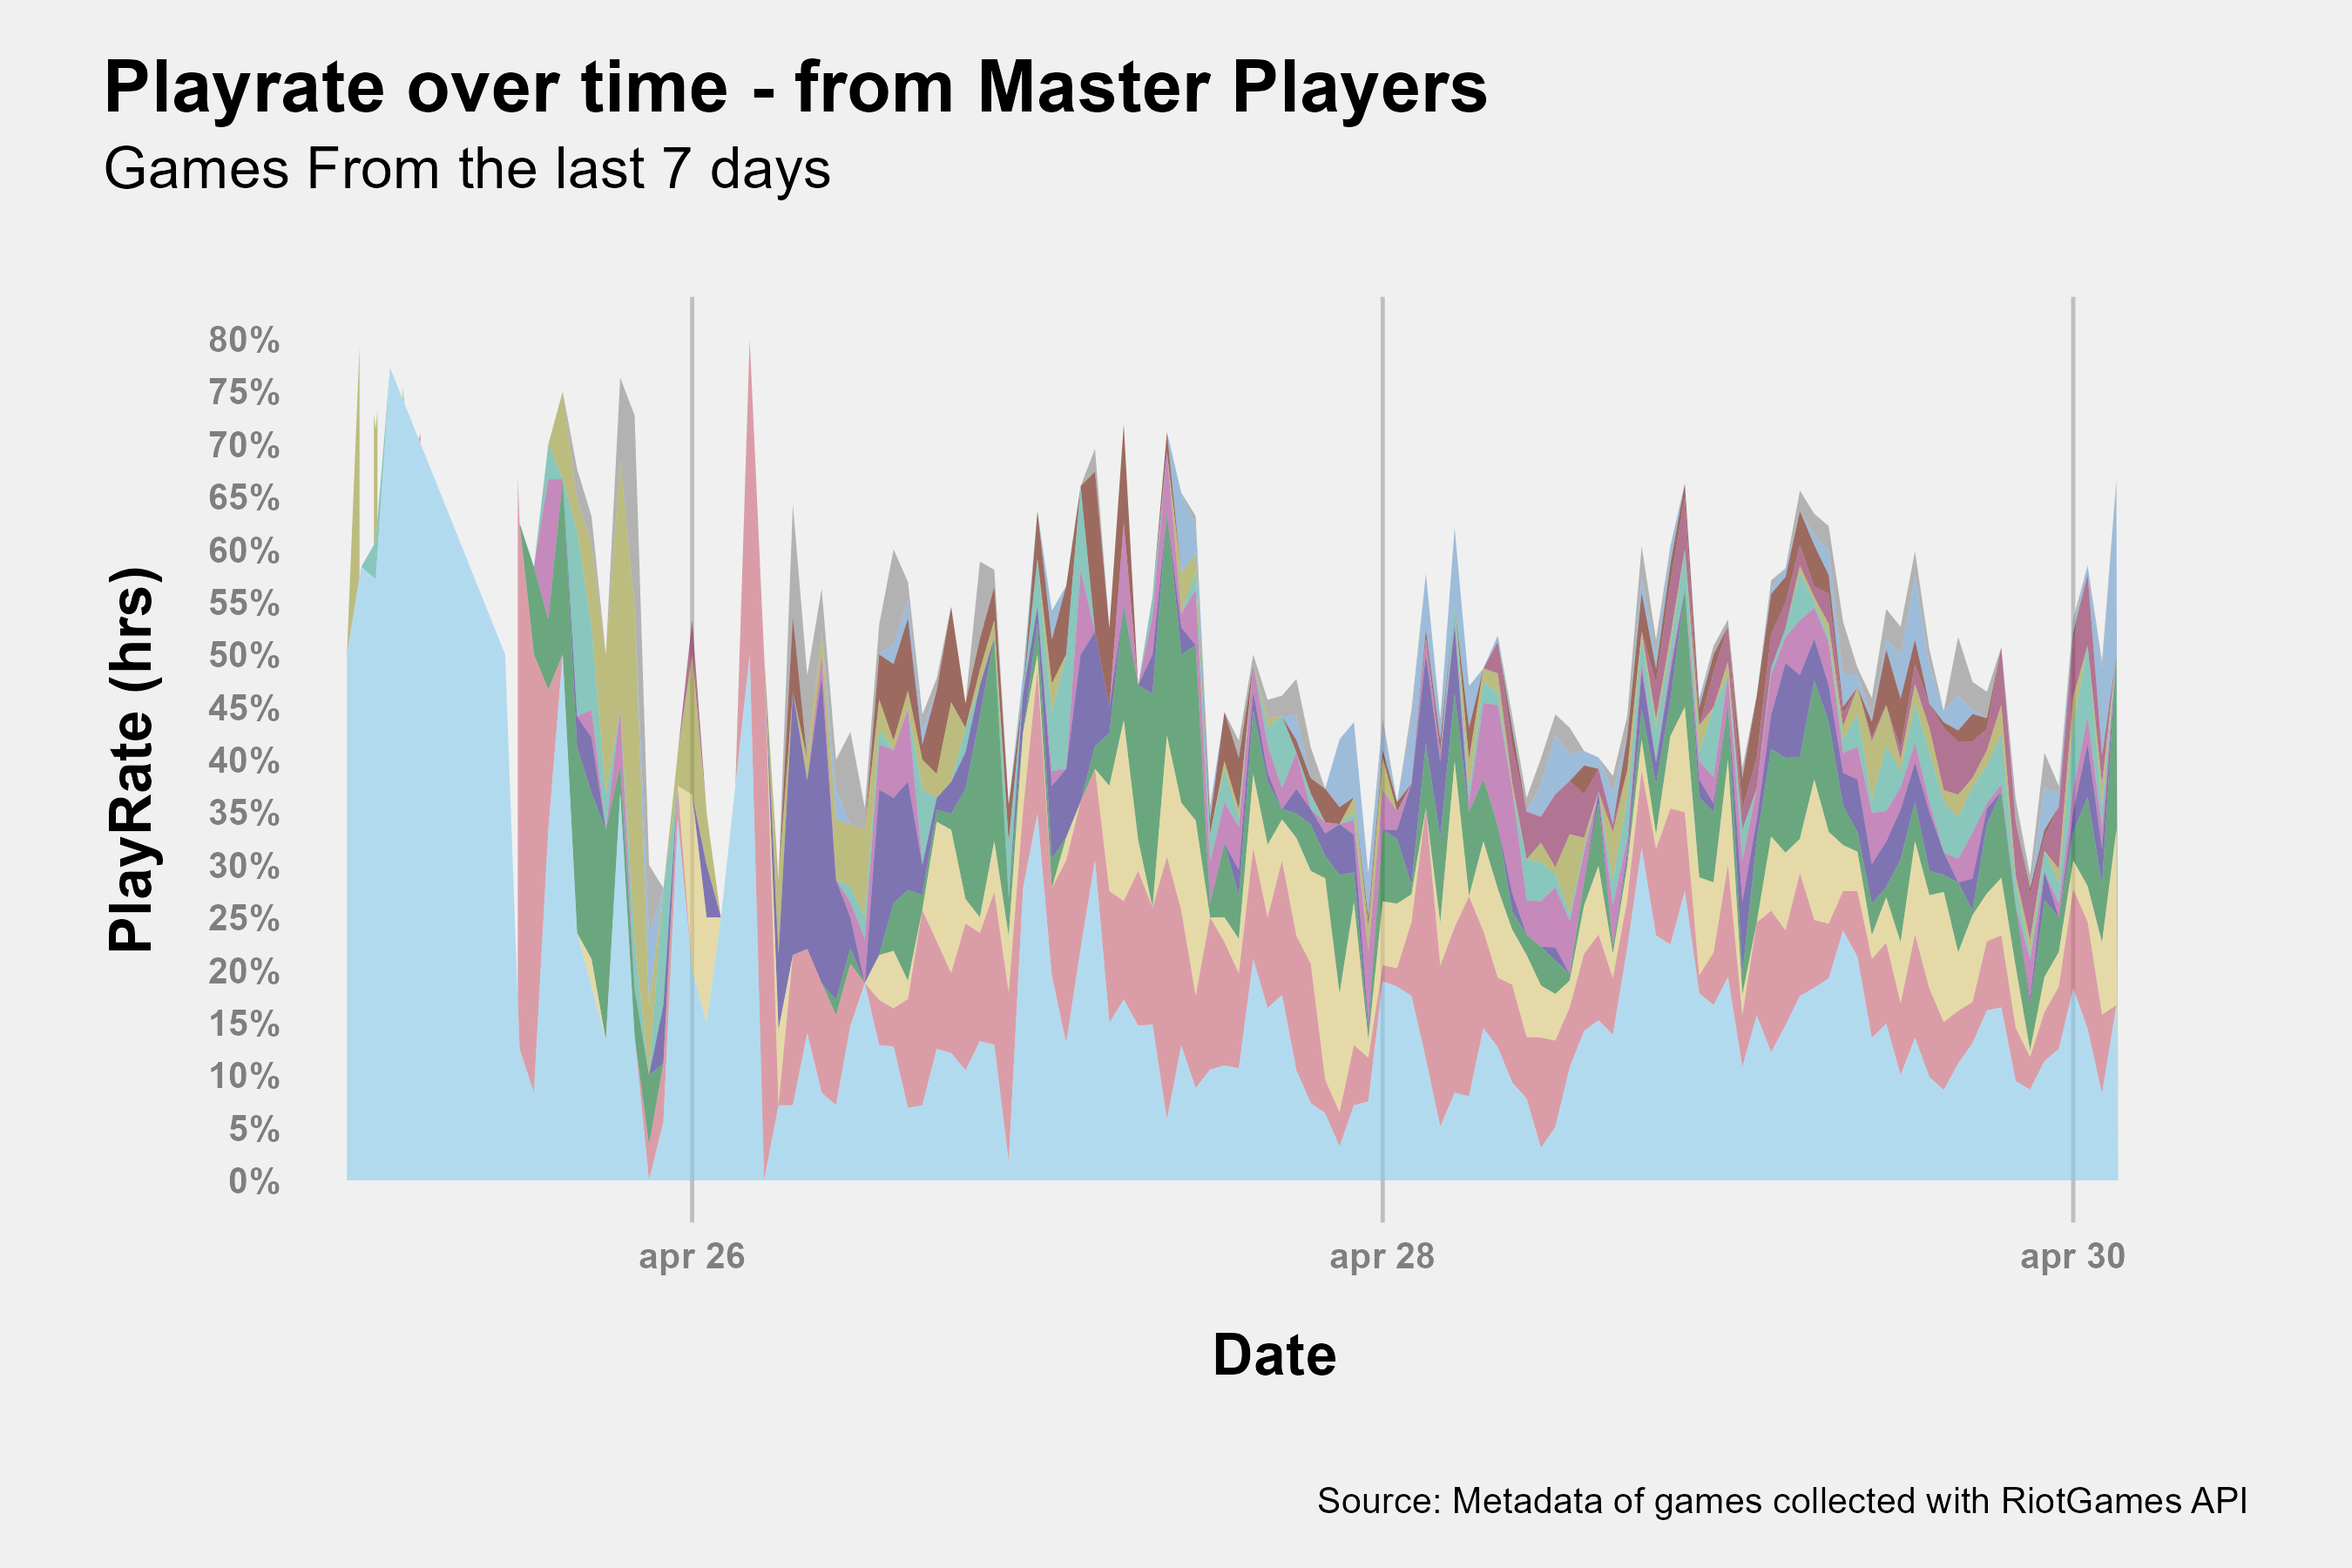 Playrate over time - from Master Players
Games From the last 7 days
80%
75%
70%
65%
60%
55%
50%
45%
40%
35%
30%
25%
20%
15%
10%
5%
0%
PlayRate (hrs)
apr 26
apr 28
apr 30
Date
Source: Metadata of games collected with RiotGames API